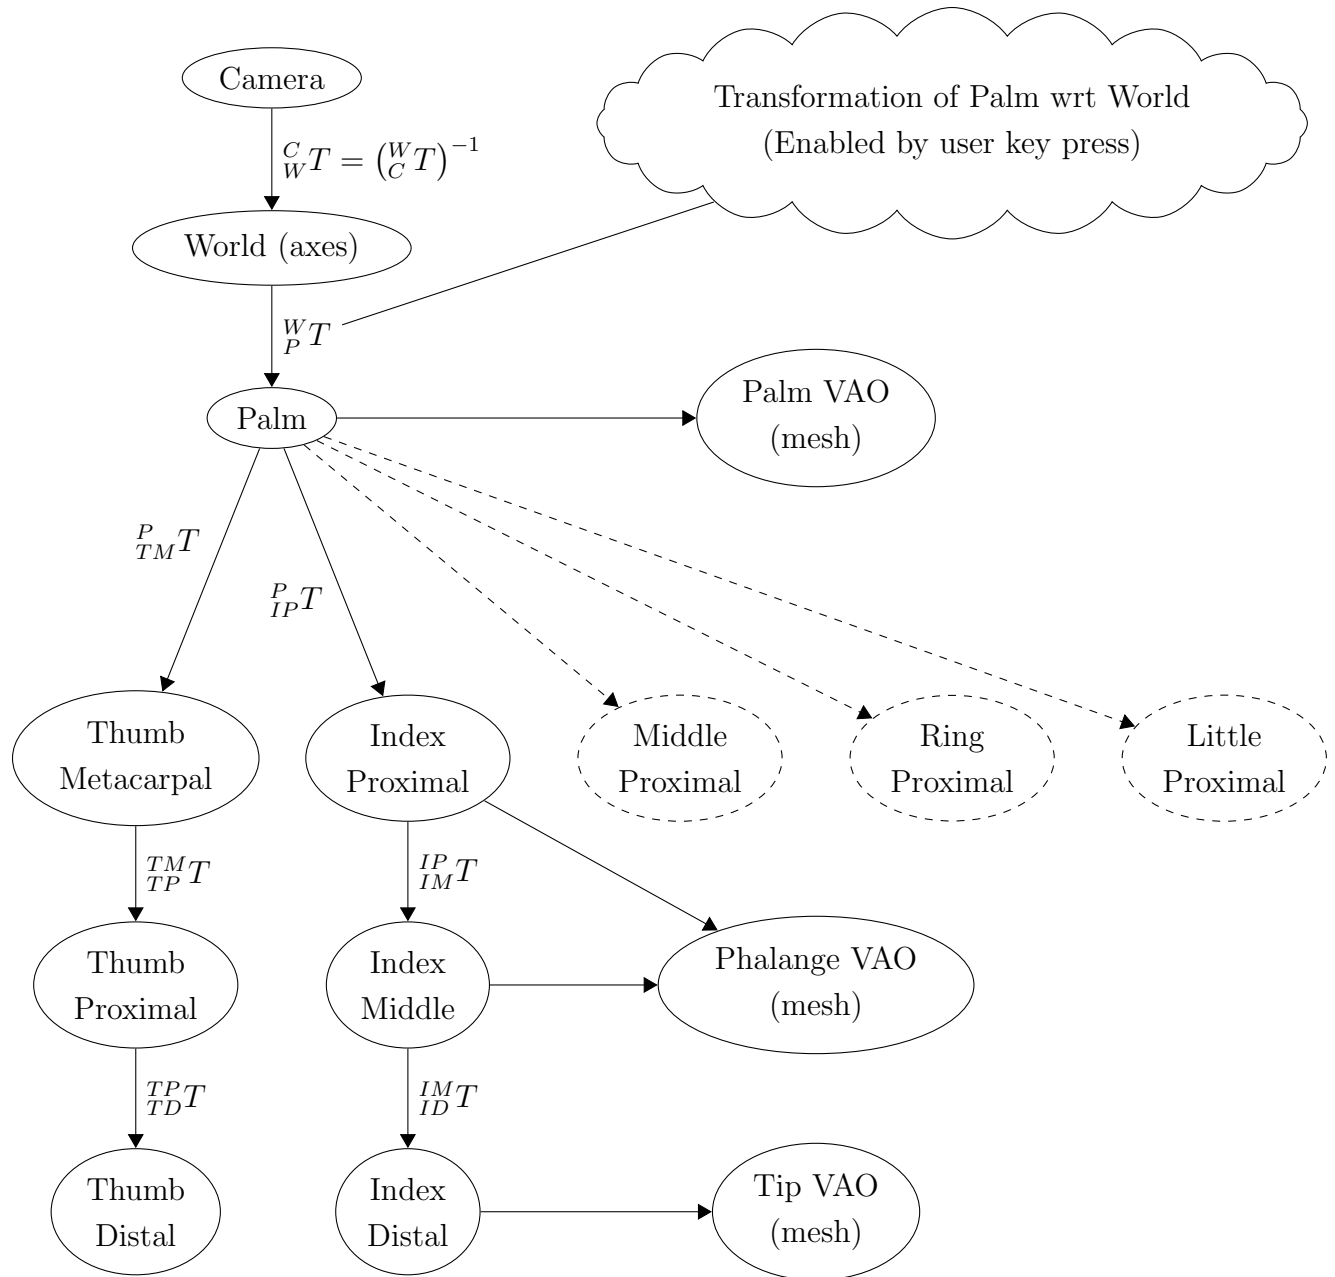 Camera
Transformation of Palm wrt World
(Enabled by user key press)
${}^{C}_{W}T = \left({}^{W}_{C}T\right)^{-1}$
World (axes)
${}^{W}_{P}T$
Palm
Palm VAO
(mesh)
${}^{P}_{TM}T$
${}^{P}_{IP}T$
Thumb
Metacarpal
Index
Proximal
Middle
Proximal
Ring
Proximal
Little
Proximal
${}^{TM}_{TP}T$
${}^{IP}_{IM}T$
Thumb
Proximal
Index
Middle
Phalange VAO
(mesh)
${}^{TP}_{TD}T$
${}^{IM}_{ID}T$
Thumb
Distal
Index
Distal
Tip VAO
(mesh)